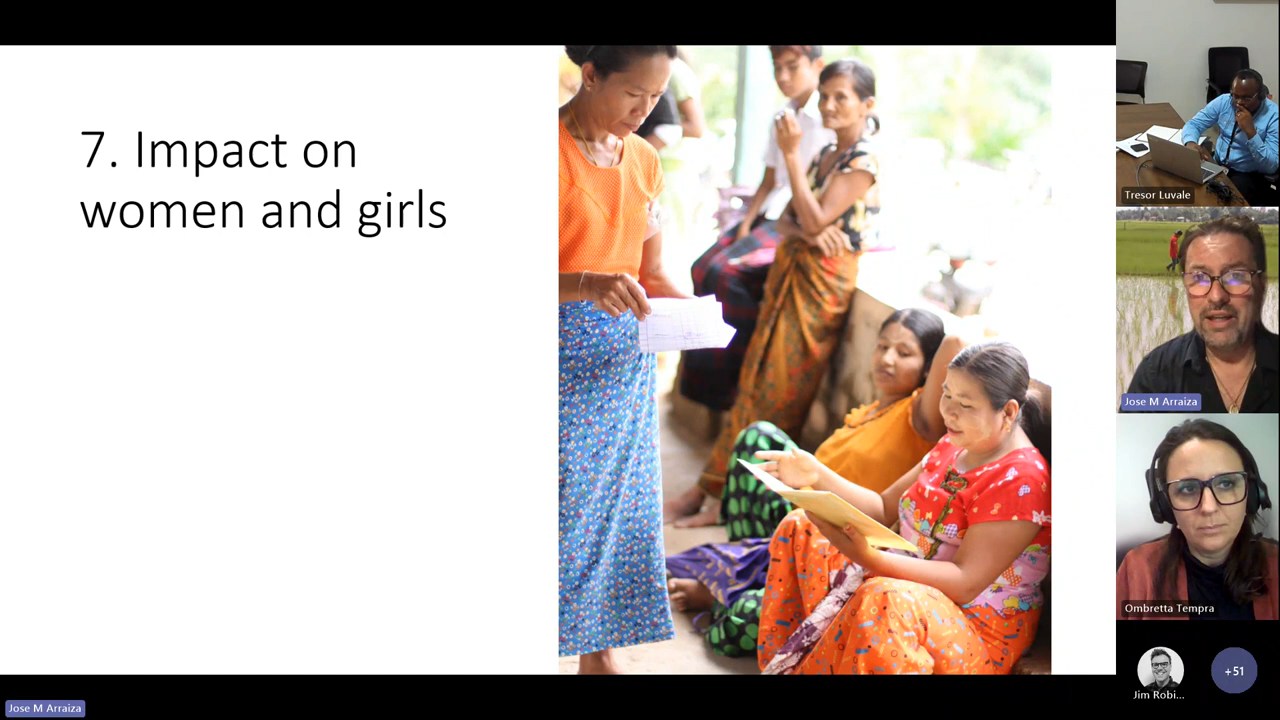 7. Impact on
women and girls
Tresor Luvale
Jose M Arraiza
Ombretta Tempra
Jim Robi...
+51
Jose M Arraiza